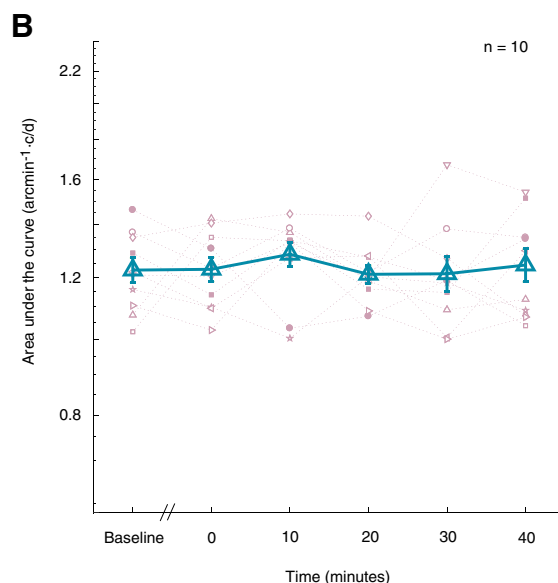 B
n = 10
2.2
1.6
1.2
0.8
Area under the curve (arcmin⁻¹·c/d)
Baseline 0 10 20 30 40
Time (minutes)